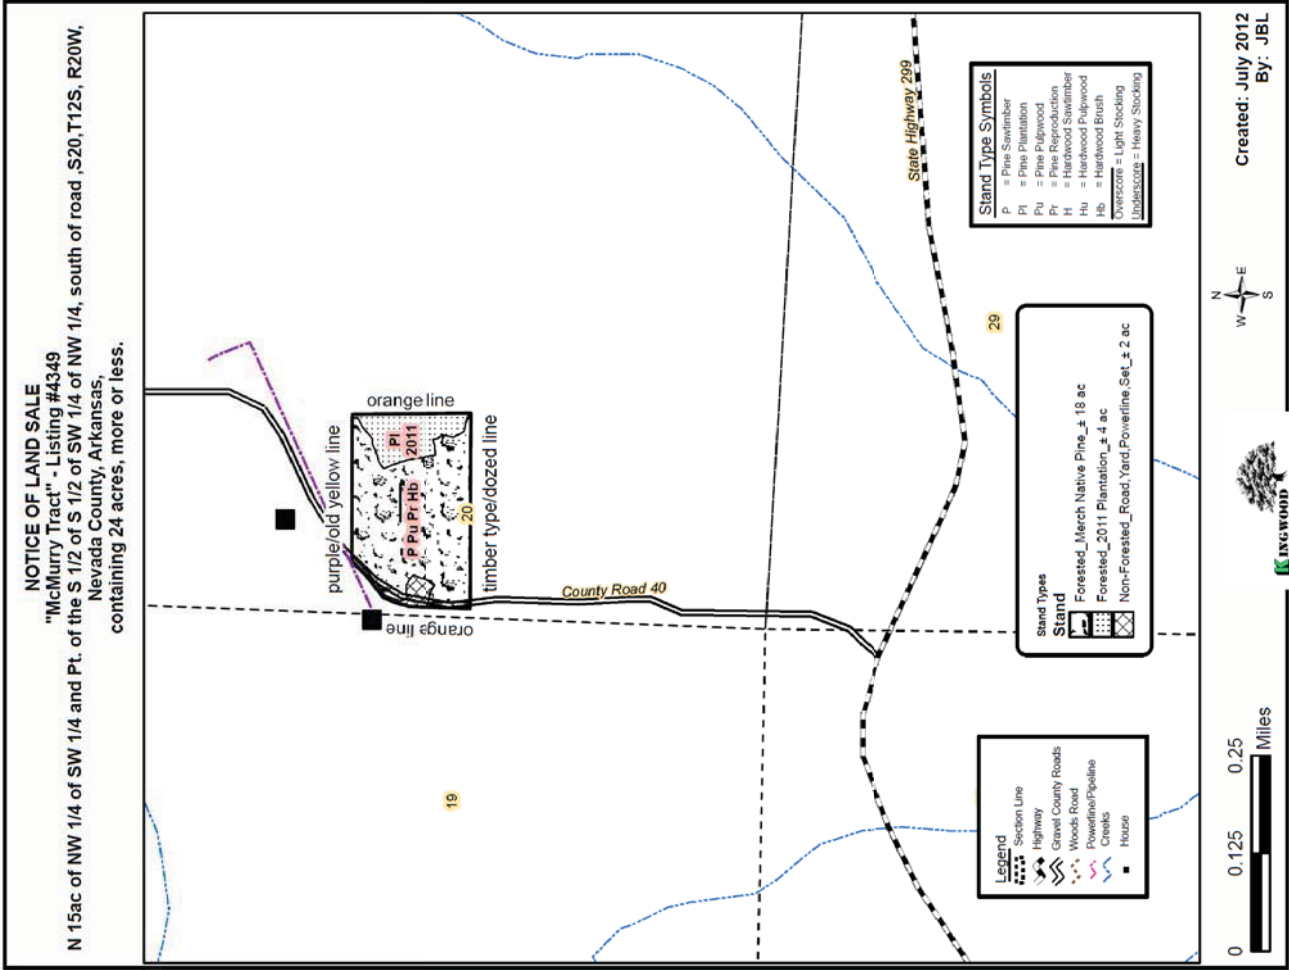 NOTICE OF LAND SALE
"McMurry Tract" - Listing #4349
N 15ac of NW 1/4 of SW 1/4 and Pt. of the S 1/2 of S 1/2 of SW 1/4 of NW 1/4, south of road ,S20,T12S, R20W,
Nevada County, Arkansas,
containing 24 acres, more or less.
purple/old yellow line
orange line
Pl
2011
P Pu Pr Hb
20
timber type/dozed line
orange line
County Road 40
State Highway 299
19
29
Legend
Section Line
Highway
Gravel County Roads
Woods Road
Powerline/Pipeline
Creeks
House
Stand Types
Stand
Forested_Merch Native Pine_± 18 ac
Forested_2011 Plantation_± 4 ac
Non-Forested_Road,Yard,Powerline,Set_± 2 ac
Stand Type Symbols
P = Pine Sawtimber
Pl = Pine Plantation
Pu = Pine Pulpwood
Pr = Pine Reproduction
H = Hardwood Sawtimber
Hu = Hardwood Pulpwood
Hb = Hardwood Brush
Overscore = Light Stocking
Underscore = Heavy Stocking
0 0.125 0.25
Miles
KINGWOOD
N
W E
S
Created: July 2012
By: JBL